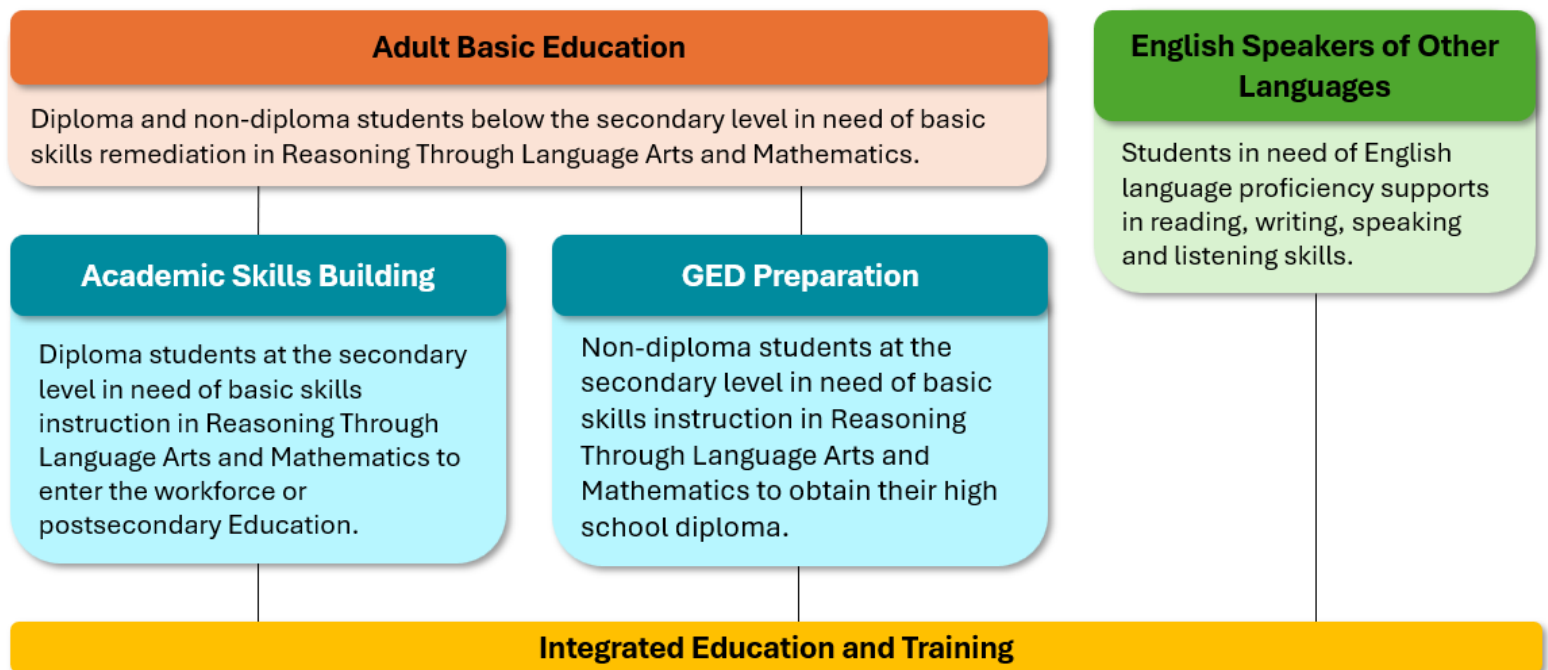 Adult Basic Education
Diploma and non-diploma students below the secondary level in need of basic
skills remediation in Reasoning Through Language Arts and Mathematics.
English Speakers of Other
Languages
Students in need of English
language proficiency supports
in reading, writing, speaking
and listening skills.
Academic Skills Building
Diploma students at the secondary
level in need of basic skills
instruction in Reasoning Through
Language Arts and Mathematics to
enter the workforce or
postsecondary Education.
GED Preparation
Non-diploma students at the
secondary level in need of basic
skills instruction in Reasoning
Through Language Arts and
Mathematics to obtain their high
school diploma.
Integrated Education and Training